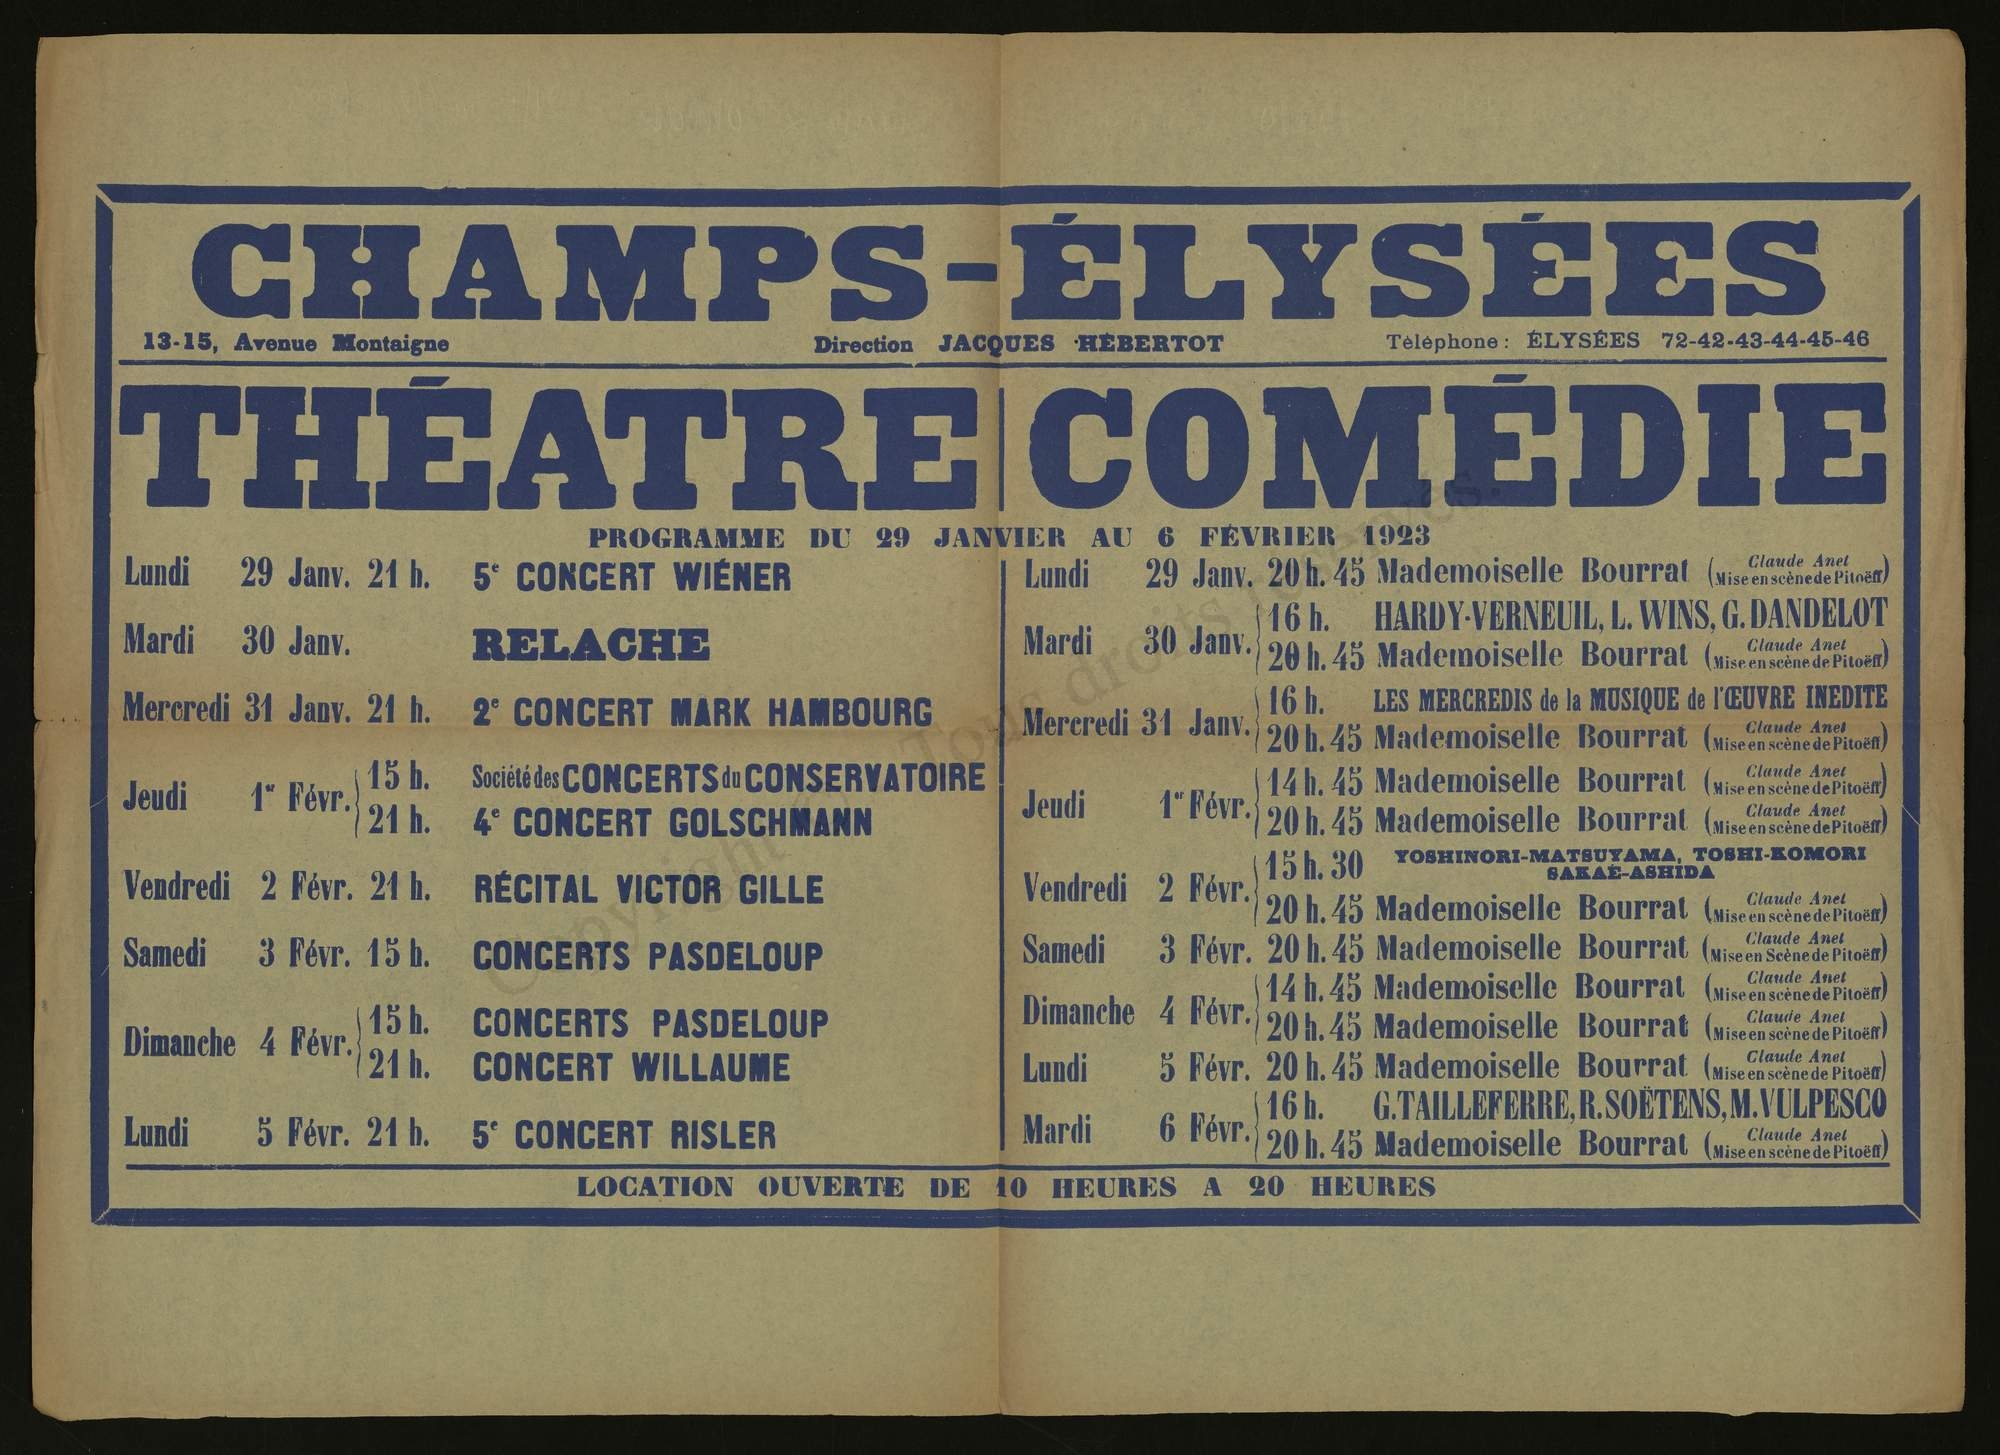 CHAMPS-ÉLYSÉES
13-15, Avenue Montaigne Direction JACQUES HÉBERTOT Téléphone : ÉLYSÉES 72-42-43-44-45-46
THÉATRE COMÉDIE
PROGRAMME DU 29 JANVIER AU 6 FÉVRIER 1923
Lundi 29 Janv. 21 h. 5e CONCERT WIÉNER
Mardi 30 Janv. RELACHE
Mercredi 31 Janv. 21 h. 2e CONCERT MARK HAMBOURG
Jeudi 1er Févr. 15 h. Société des CONCERTS du CONSERVATOIRE
21 h. 4e CONCERT GOLSCHMANN
Vendredi 2 Févr. 21 h. RÉCITAL VICTOR GILLE
Samedi 3 Févr. 15 h. CONCERTS PASDELOUP
Dimanche 4 Févr. 15 h. CONCERTS PASDELOUP
21 h. CONCERT WILLAUME
Lundi 5 Févr. 21 h. 5e CONCERT RISLER
Lundi 29 Janv. 20 h. 45 Mademoiselle Bourrat (Claude Anet
Mise en scène de Pitoëff)
Mardi 30 Janv. 16 h. HARDY-VERNEUIL, L. WINS, G. DANDELOT
20 h. 45 Mademoiselle Bourrat (Claude Anet
Mise en scène de Pitoëff)
Mercredi 31 Janv. 16 h. LES MERCREDIS de la MUSIQUE de l'ŒUVRE INEDITE
20 h. 45 Mademoiselle Bourrat (Claude Anet
Mise en scène de Pitoëff)
Jeudi 1er Févr. 14 h. 45 Mademoiselle Bourrat (Claude Anet
Mise en scène de Pitoëff)
20 h. 45 Mademoiselle Bourrat (Claude Anet
Mise en scène de Pitoëff)
Vendredi 2 Févr. 15 h. 30 YOSHINORI-MATSUYAMA, TOSHI-KOMORI
SAKAÉ-ASHIDA
20 h. 45 Mademoiselle Bourrat (Claude Anet
Mise en scène de Pitoëff)
Samedi 3 Févr. 20 h. 45 Mademoiselle Bourrat (Claude Anet
Mise en Scène de Pitoëff)
Dimanche 4 Févr. 14 h. 45 Mademoiselle Bourrat (Claude Anet
Mise en scène de Pitoëff)
20 h. 45 Mademoiselle Bourrat (Claude Anet
Mise en scène de Pitoëff)
Lundi 5 Févr. 20 h. 45 Mademoiselle Bourrat (Claude Anet
Mise en scène de Pitoëff)
Mardi 6 Févr. 16 h. G. TAILLEFERRE, R. SOËTENS, M. VULPESCO
20 h. 45 Mademoiselle Bourrat (Claude Anet
Mise en scène de Pitoëff)
LOCATION OUVERTE DE 10 HEURES A 20 HEURES
Copyright © Tous droits réservés.